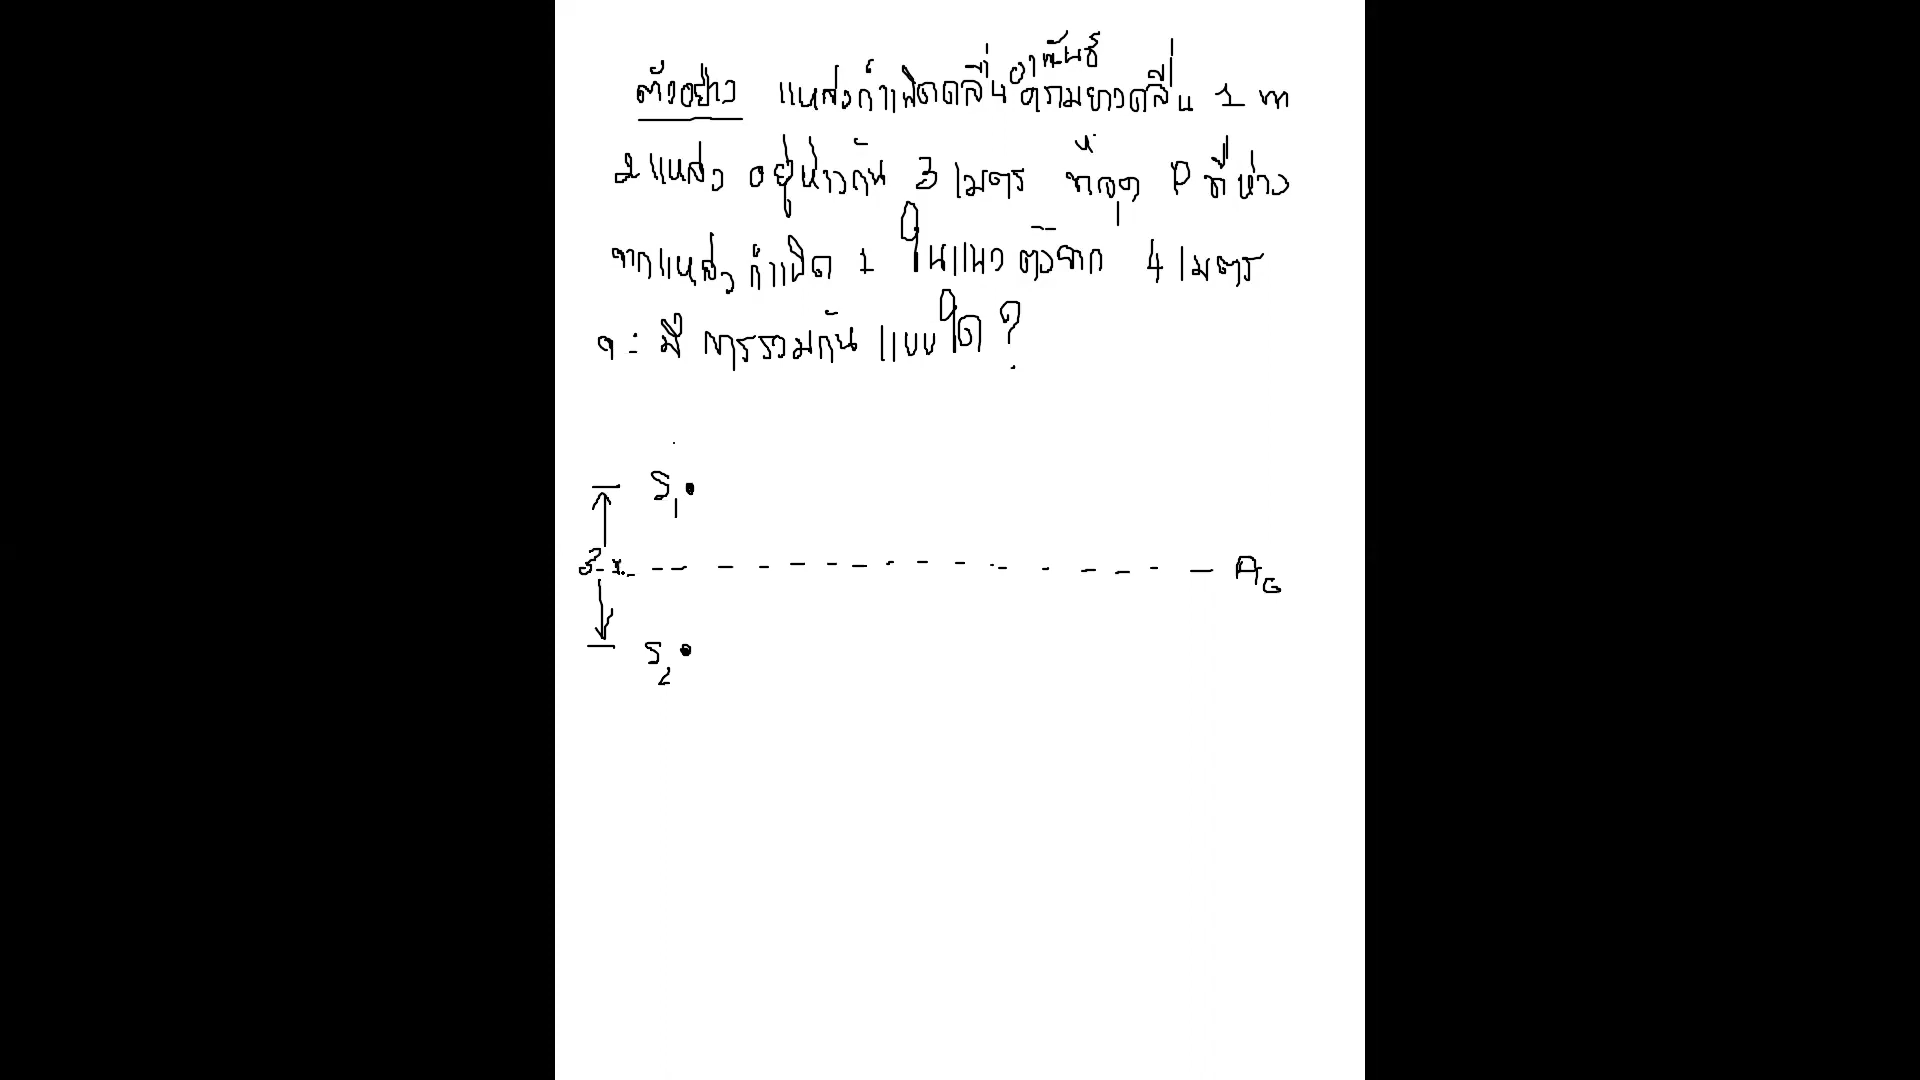 ตัวอย่าง แหล่งกำเนิดคลื่นอาพันธ์ความยาวคลื่น 1 m
2 แหล่ง อยู่ห่างกัน 3 เมตร ที่จุด P ที่ห่าง
จากแหล่งกำเนิด 1 ในแนวตั้งฉาก 4 เมตร
จะมีการรวมกันแบบใด?
S1
3 ม. A0
S2